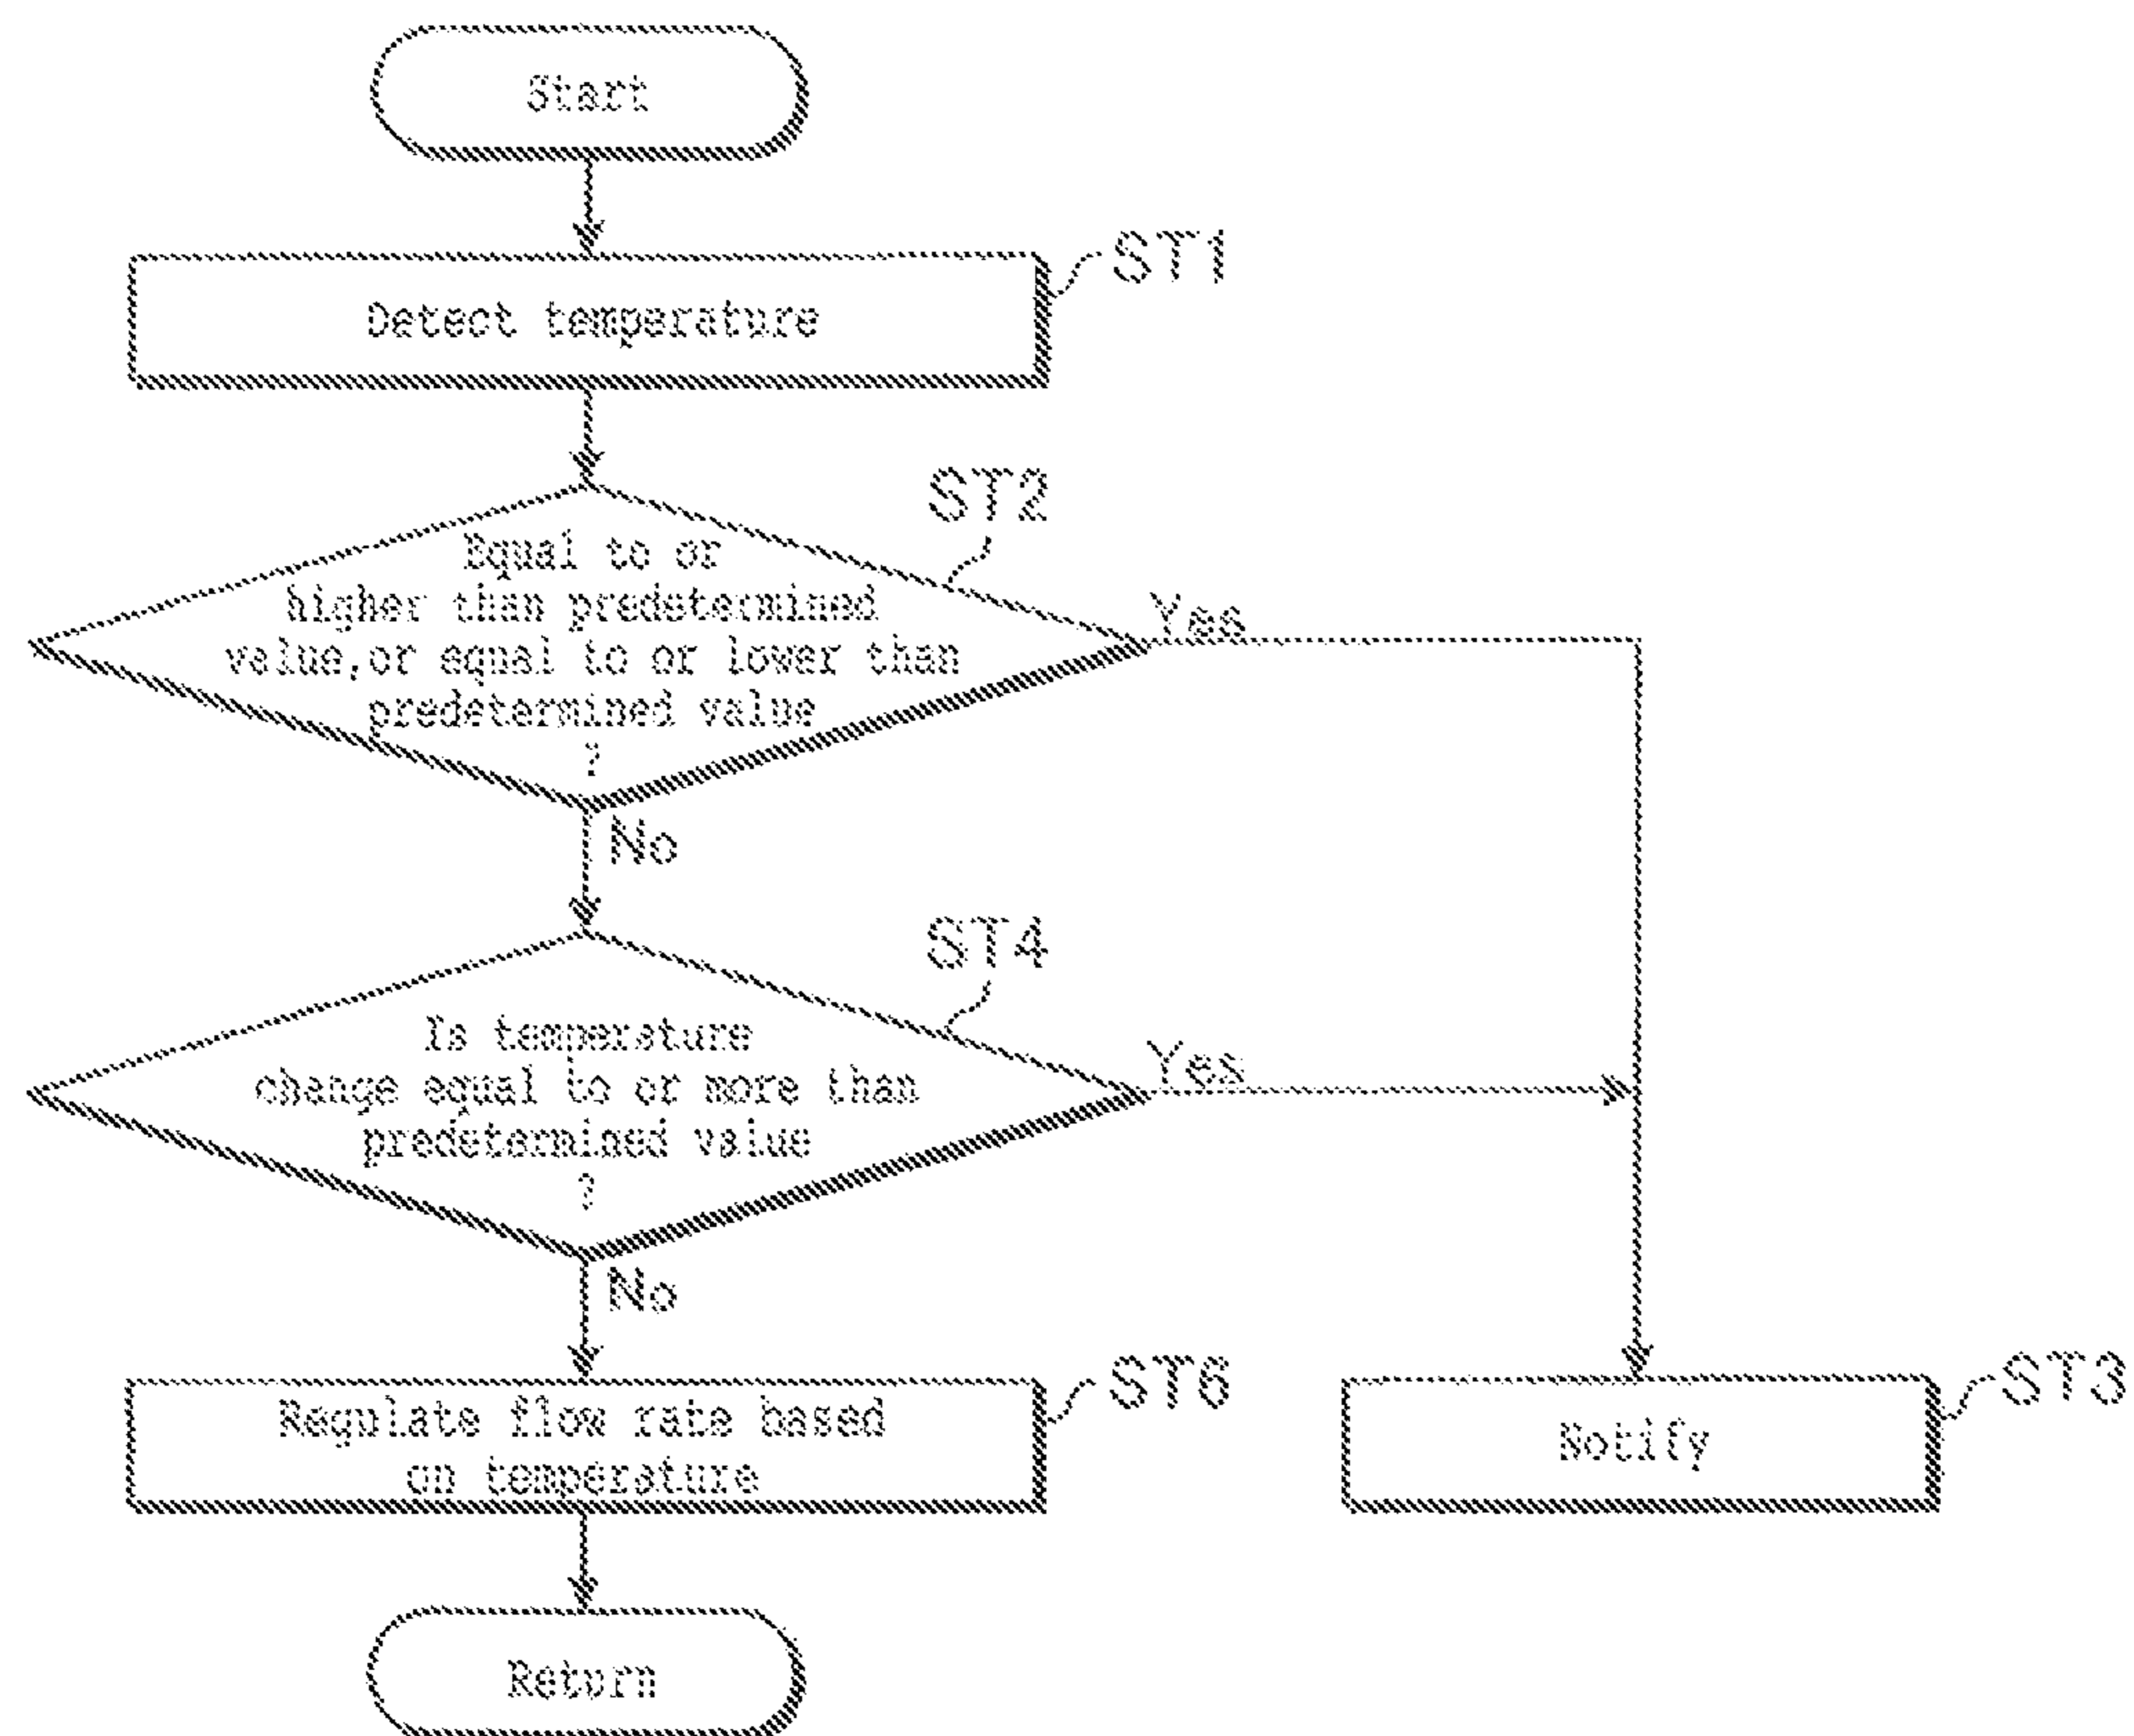 Start
Detect temperature
ST1
ST2
Equal to or
higher than predetermined
value,or equal to or lower than
predetermined value
?
Yes
No
ST4
Is temperature
change equal to or more than
predetermined value
?
Yes
No
Regulate flow rate based
on temperature
ST6
Notify
ST3
Return